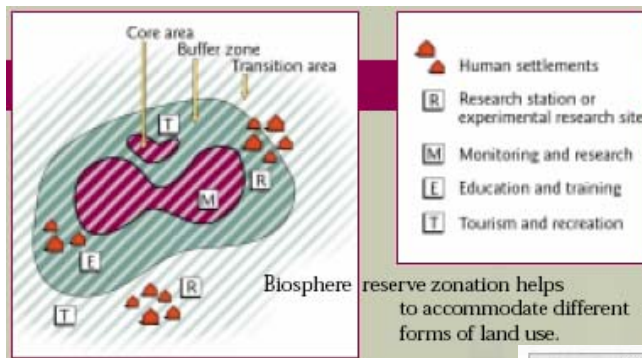 Core area
Buffer zone
Transition area
T
R
M
E
R
T
Human settlements
R Research station or
experimental research site
M Monitoring and research
E Education and training
T Tourism and recreation
Biosphere reserve zonation helps
to accommodate different
forms of land use.